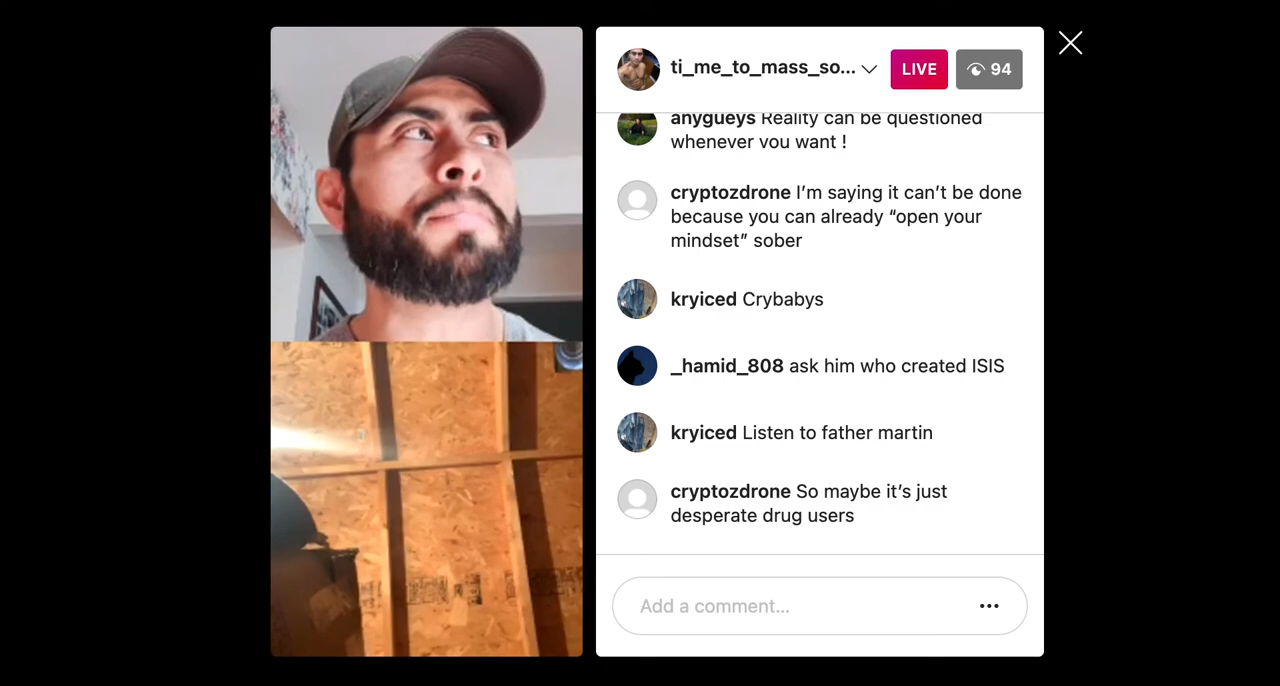 ti_me_to_mass_so...
LIVE
94
anygueys Reality can be questioned
whenever you want !
cryptozdrone I’m saying it can’t be done
because you can already “open your
mindset” sober
kryiced Crybabys
_hamid_808 ask him who created ISIS
kryiced Listen to father martin
cryptozdrone So maybe it’s just
desperate drug users
Add a comment...